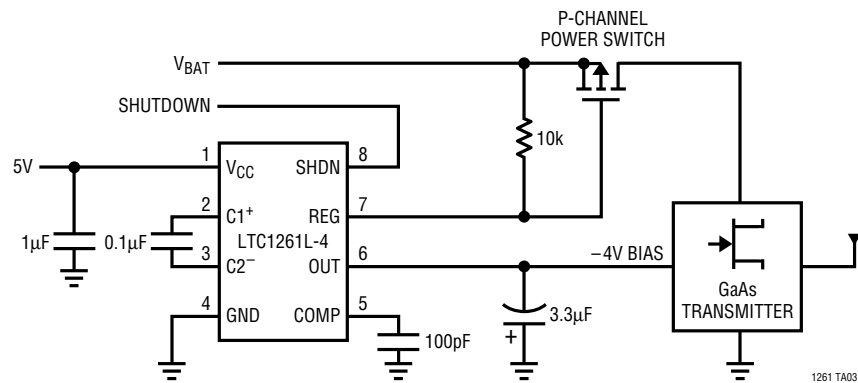 P-CHANNEL
POWER SWITCH
VBAT
SHUTDOWN
10k
5V
1
VCC
SHDN
8
2
C1+
REG
7
1µF
0.1µF
LTC1261L-4
3
C2–
OUT
6
–4V BIAS
4
GND
COMP
5
100pF
3.3µF
+
GaAs
TRANSMITTER
1261 TA03